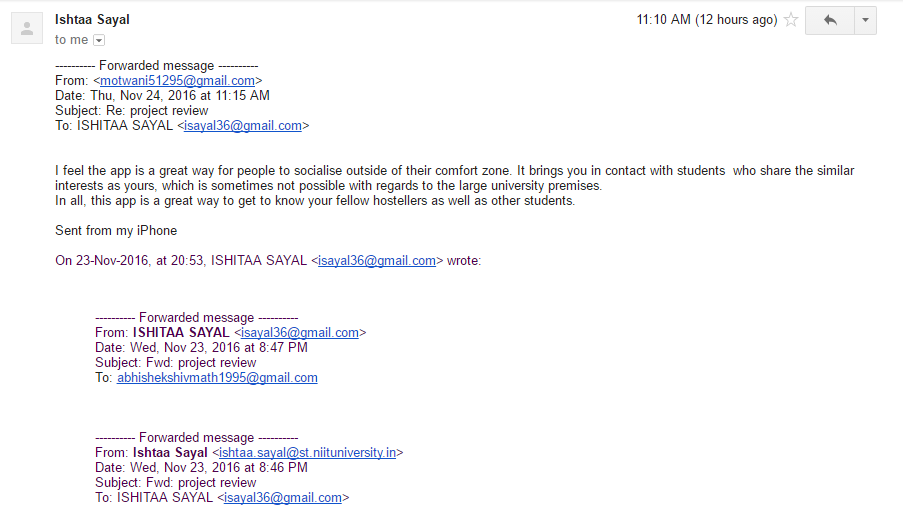 Ishtaa Sayal
11:10 AM (12 hours ago)
to me
---------- Forwarded message ----------
From: <motwani51295@gmail.com>
Date: Thu, Nov 24, 2016 at 11:15 AM
Subject: Re: project review
To: ISHITAA SAYAL <isayal36@gmail.com>
I feel the app is a great way for people to socialise outside of their comfort zone. It brings you in contact with students  who share the similar
interests as yours, which is sometimes not possible with regards to the large university premises.
In all, this app is a great way to get to know your fellow hostellers as well as other students.
Sent from my iPhone
On 23-Nov-2016, at 20:53, ISHITAA SAYAL <isayal36@gmail.com> wrote:
---------- Forwarded message ----------
From: ISHITAA SAYAL <isayal36@gmail.com>
Date: Wed, Nov 23, 2016 at 8:47 PM
Subject: Fwd: project review
To: abhishekshivmath1995@gmail.com
---------- Forwarded message ----------
From: Ishtaa Sayal <ishtaa.sayal@st.niituniversity.in>
Date: Wed, Nov 23, 2016 at 8:46 PM
Subject: Fwd: project review
To: ISHITAA SAYAL <isayal36@gmail.com>